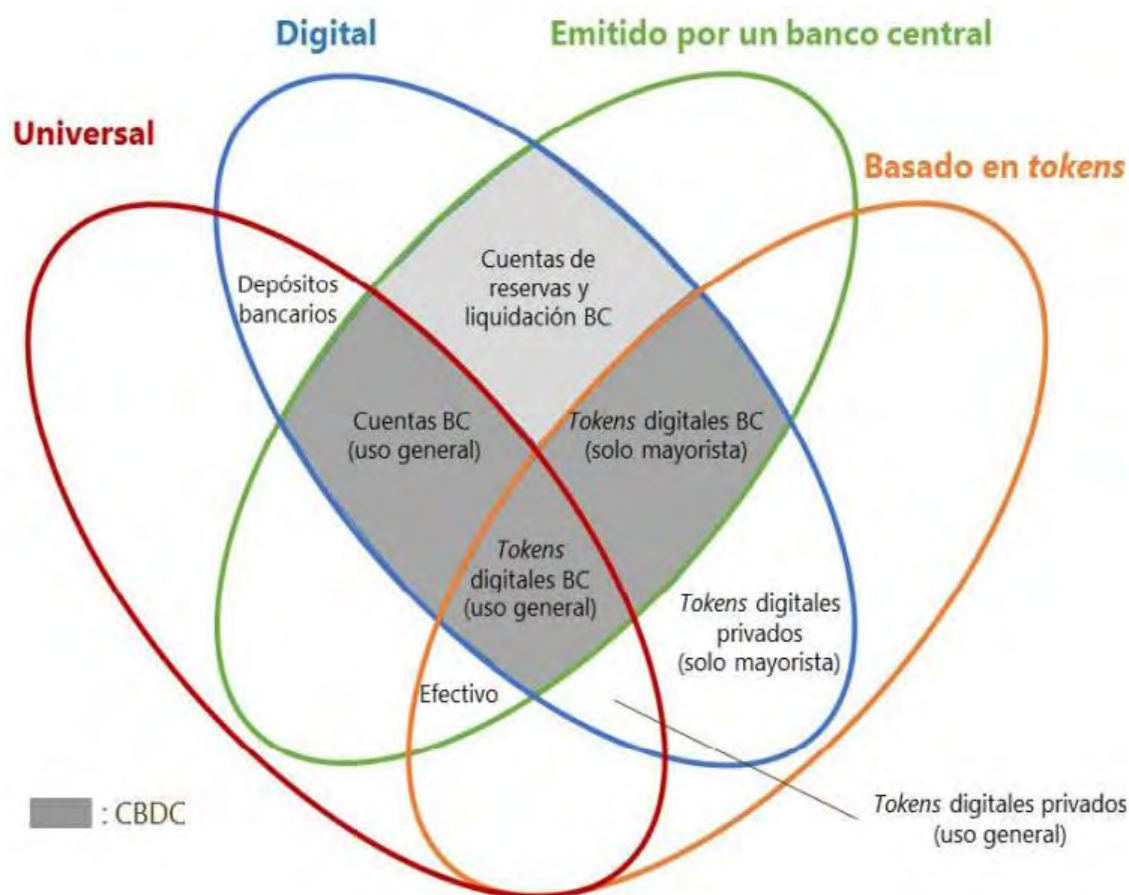 Digital
Emitido por un banco central
Universal
Basado en tokens
Depósitos
bancarios
Cuentas de
reservas y
liquidación BC
Cuentas BC
(uso general)
Tokens digitales BC
(solo mayorista)
Tokens
digitales BC
(uso general)
Tokens digitales
privados
(solo mayorista)
Efectivo
: CBDC
Tokens digitales privados
(uso general)